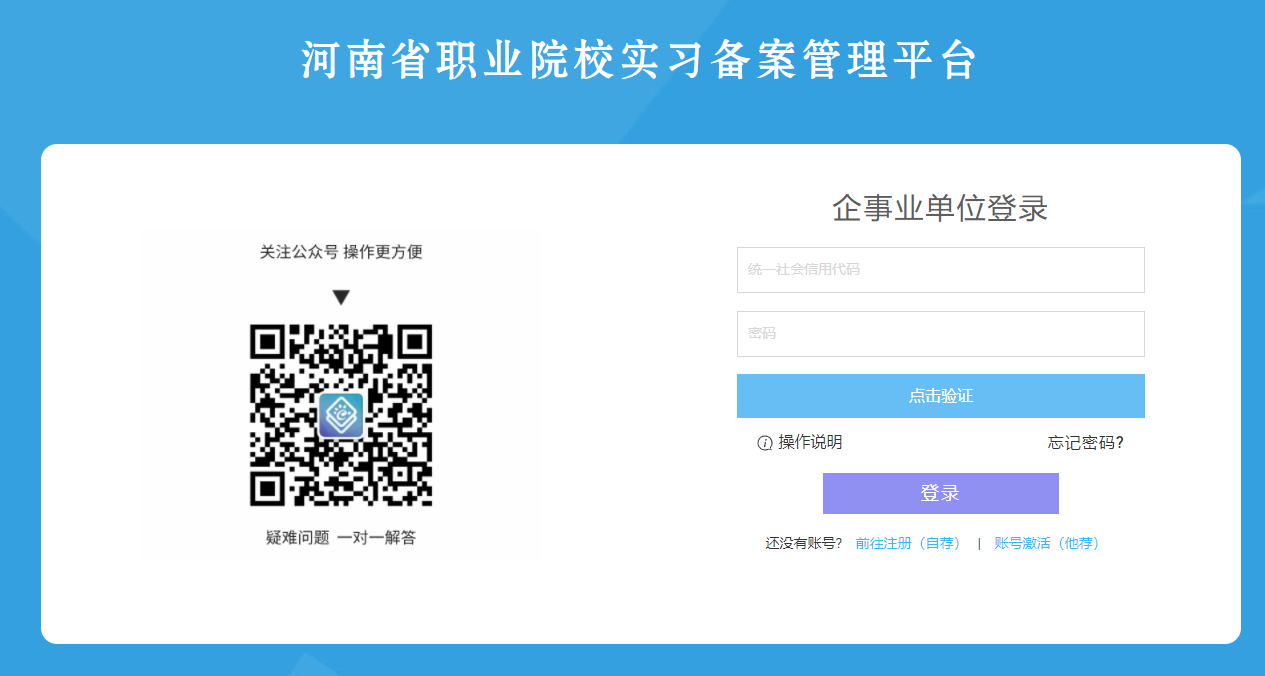 河南省职业院校实习备案管理平台
关注公众号 操作更方便
疑难问题 一对一解答
企事业单位登录
统一社会信用代码
密码
点击验证
操作说明 忘记密码?
登录
还没有账号? 前往注册（自荐） | 账号激活（他荐）